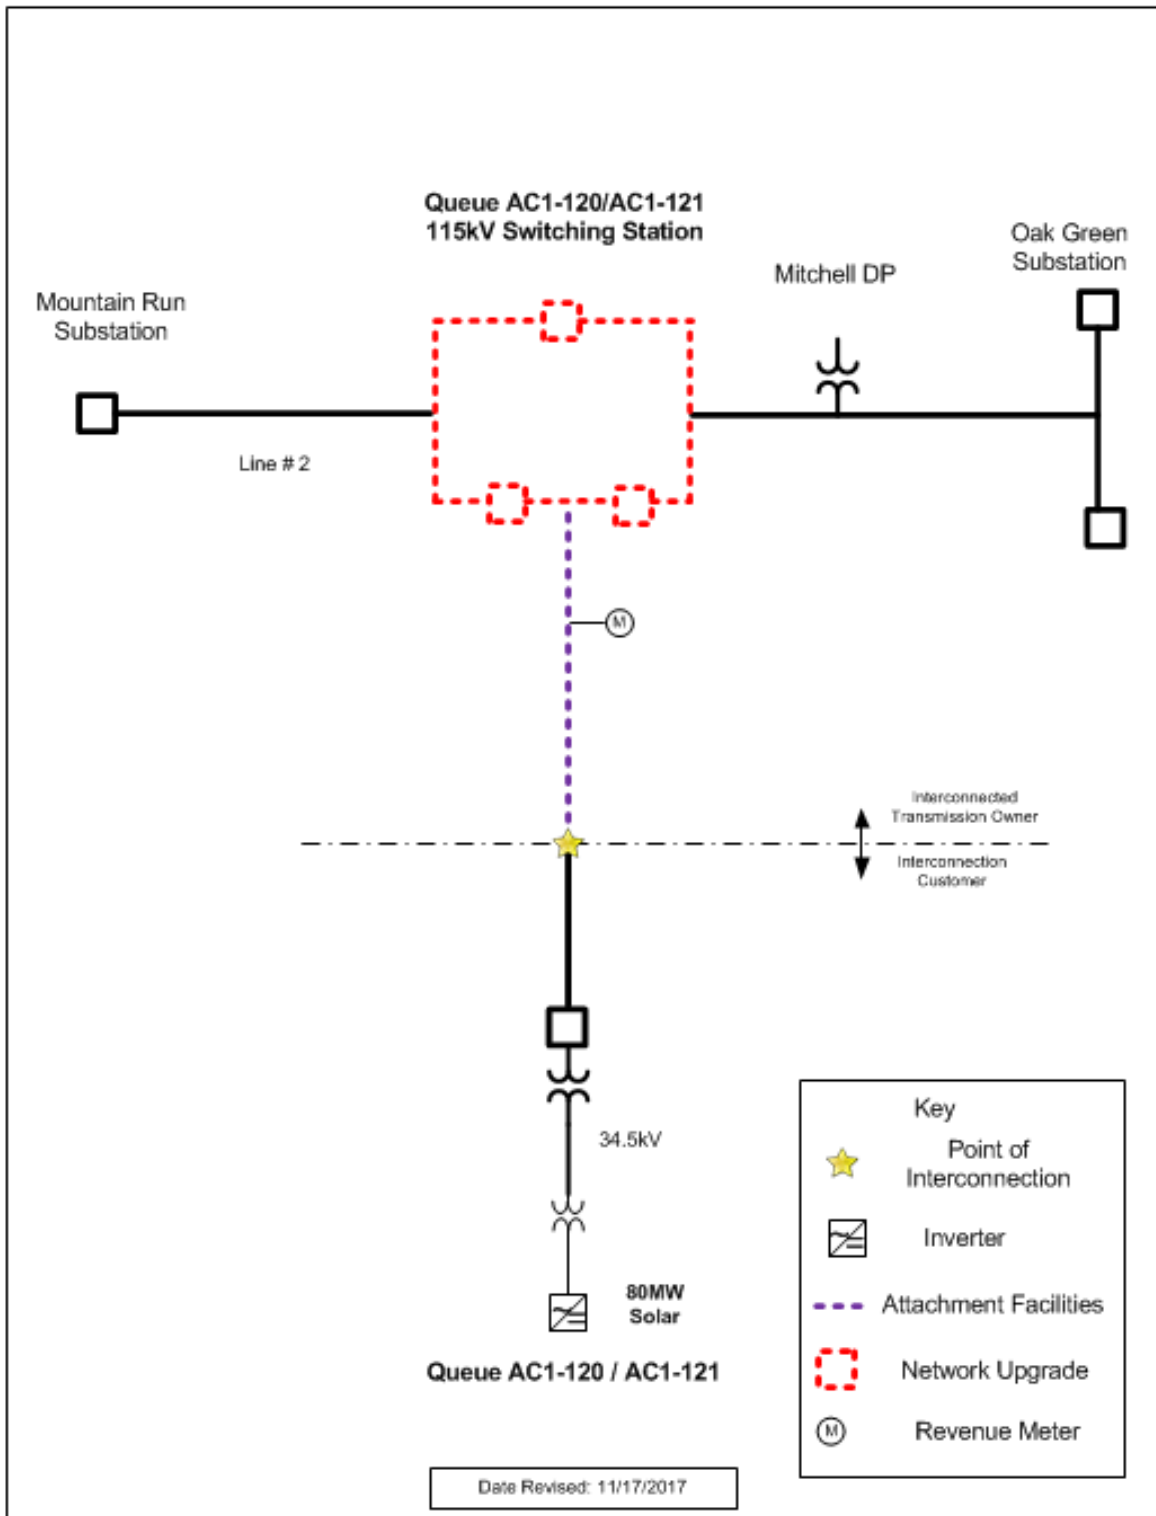 Queue AC1-120/AC1-121
115kV Switching Station
Oak Green
Substation
Mitchell DP
Mountain Run
Substation
Line # 2
M
Interconnected
Transmission Owner
Interconnection
Customer
34.5kV
80MW
Solar
Queue AC1-120 / AC1-121
Key
Point of
Interconnection
Inverter
Attachment Facilities
Network Upgrade
M
Revenue Meter
Date Revised: 11/17/2017